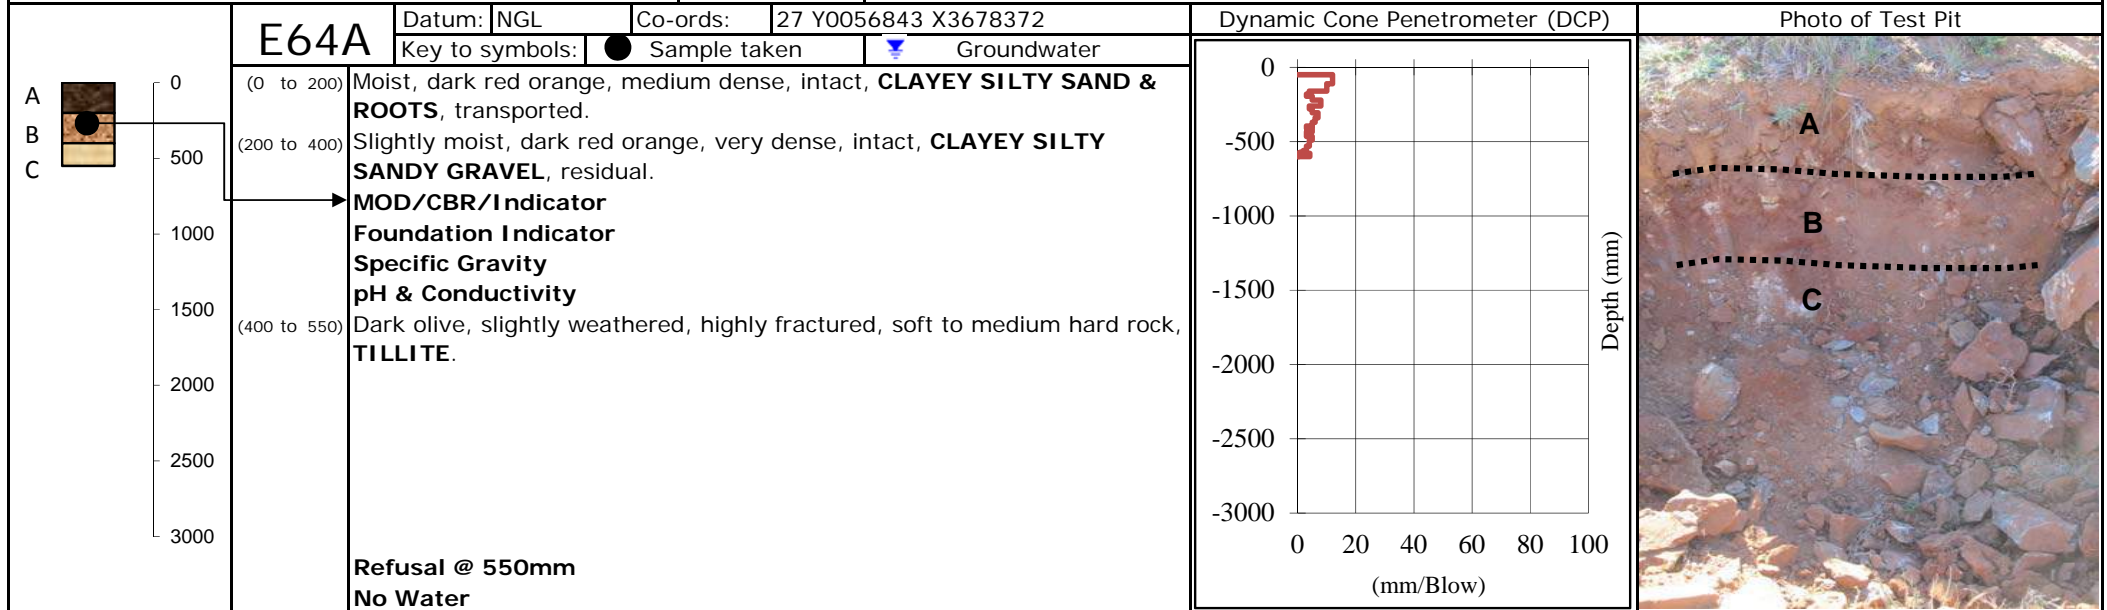 E64A
Datum: NGL Co-ords: 27 Y0056843 X3678372
Key to symbols: Sample taken Groundwater
Dynamic Cone Penetrometer (DCP)
Photo of Test Pit
A
B
C
0
500
1000
1500
2000
2500
3000
(0 to 200) Moist, dark red orange, medium dense, intact, CLAYEY SILTY SAND &
ROOTS, transported.
(200 to 400) Slightly moist, dark red orange, very dense, intact, CLAYEY SILTY
SANDY GRAVEL, residual.
MOD/CBR/Indicator
Foundation Indicator
Specific Gravity
pH & Conductivity
(400 to 550) Dark olive, slightly weathered, highly fractured, soft to medium hard rock,
TILLITE.
Refusal @ 550mm
No Water
0
-500
-1000
-1500
-2000
-2500
-3000
0 20 40 60 80 100
(mm/Blow)
Depth (mm)
A
B
C